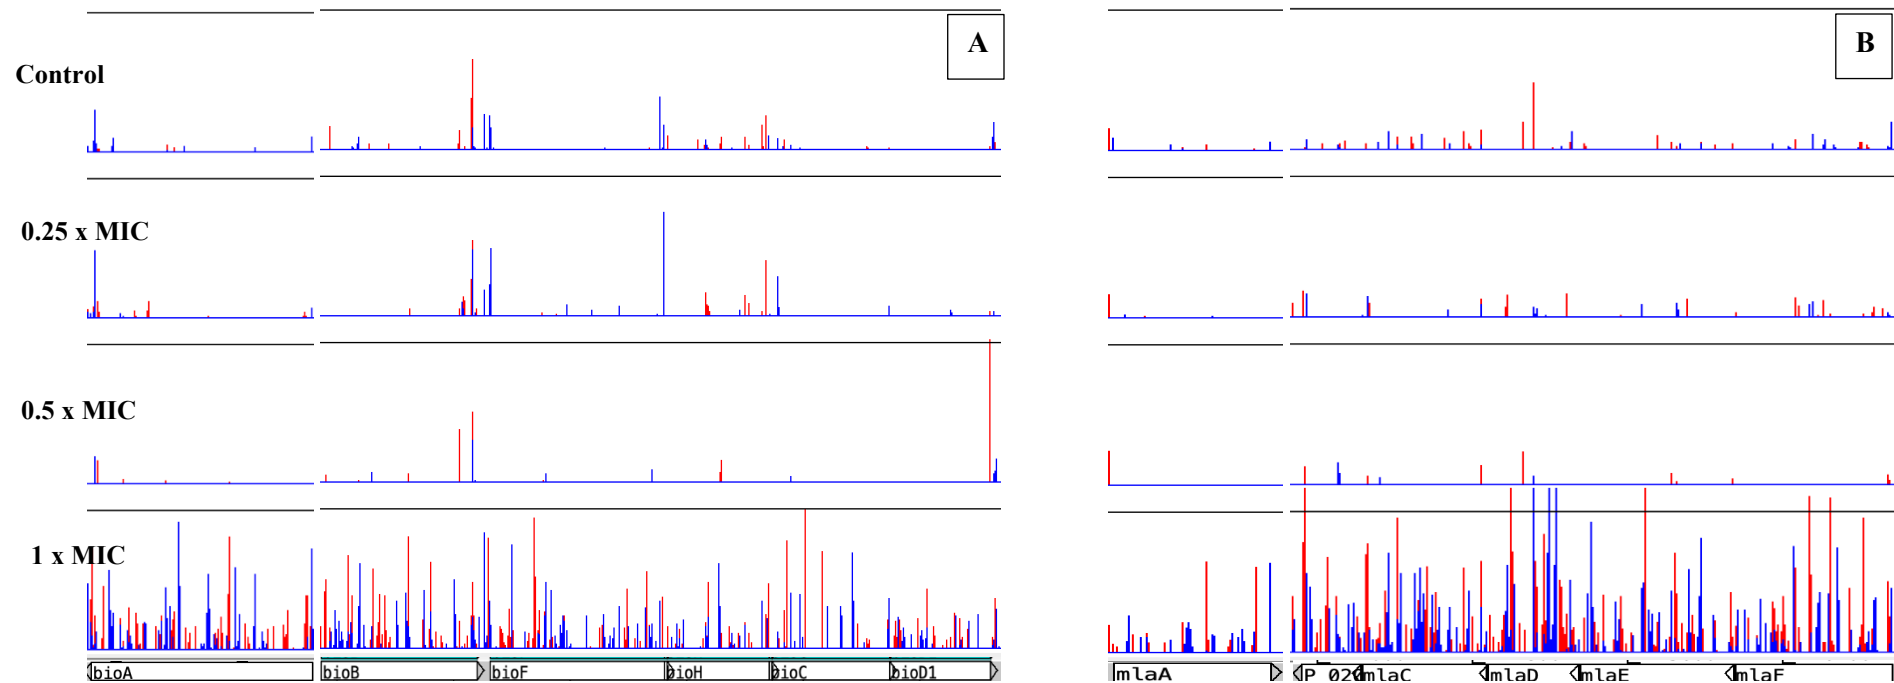 A
B
Control
0.25 x MIC
0.5 x MIC
1 x MIC
bioA
bioB
bioF
bioH
bioC
bioD1
mlaA
mlaC
mlaD
mlaE
mlaF